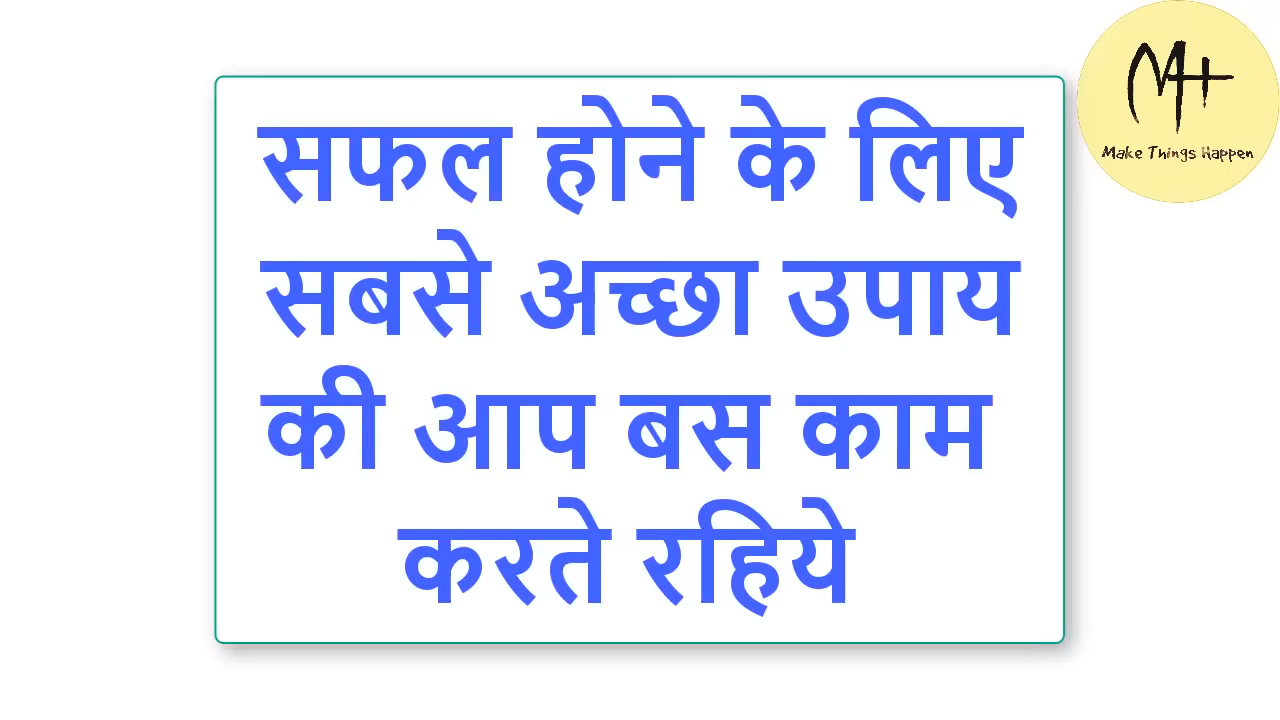 Make Things Happen
सफल होने के लिए
सबसे अच्छा उपाय
की आप बस काम
करते रहिये